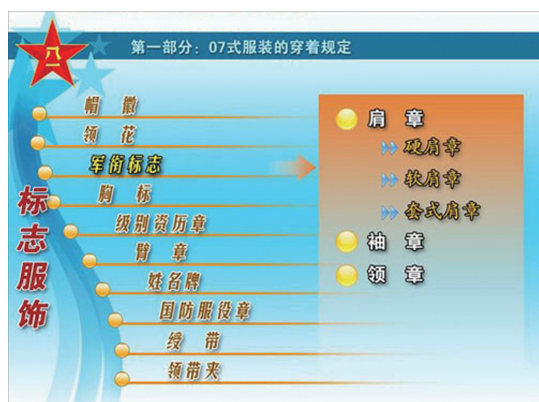 八一
第一部分：07式服装的穿着规定
标志服饰
帽 徽
领 花
军衔标志
胸 标
级别资历章
臂 章
姓名牌
国防服役章
绶 带
领带夹
肩 章
硬肩章
软肩章
套式肩章
袖 章
领 章